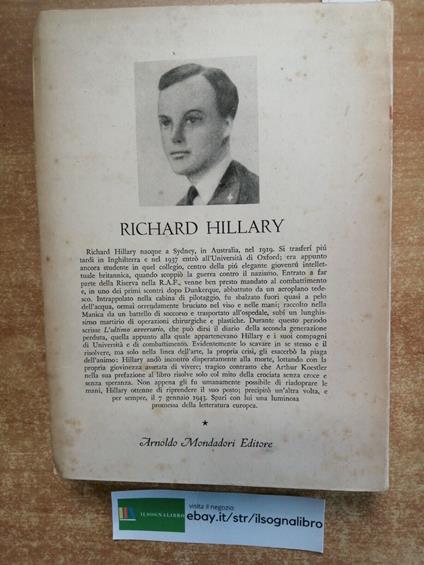 RICHARD HILLARY
Richard Hillary nacque a Sydney, in Australia, nel 1919. Si trasferí piú
tardi in Inghilterra e nel 1937 entrò all'Università di Oxford; era appunto
ancora studente in quel collegio, centro della piú elegante gioventú intellet-
tuale britannica, quando scoppiò la guerra contro il nazismo. Entrato a far
parte della Riserva nella R.A.F., venne ben presto mandato al combattimento
e, in uno dei primi scontri dopo Dunkerque, abbattuto da un aeroplano tede-
sco. Intrappolato nella cabina di pilotaggio, fu sbalzato fuori quasi a pelo
dell'acqua, ormai orrendamente bruciato nel viso e nelle mani; raccolto nella
Manica da un battello di soccorso e trasportato all'ospedale, subí un lunghis-
simo martirio di operazioni chirurgiche e plastiche. Durante questo periodo
scrisse L'ultimo avversario, che può dirsi il diario della seconda generazione
perduta, quella appunto alla quale appartenevano Hillary e i suoi compagni
di Università e di combattimento. Evidentemente lo scavare in se stesso e il
risolvere, ma solo nella linea dell'arte, la propria crisi, gli esacerbò la piaga
dell'animo: Hillary andò incontro disperatamente alla morte, lottando con la
propria giovinezza assetata di vivere; tragico contrasto che Arthur Koestler
nella sua prefazione al libro risolve solo col mito della crociata senza croce e
senza speranza. Non appena gli fu umanamente possibile di riadoprare le
mani, Hillary ottenne di riprendere il suo posto; precipitò un'altra volta, e
per sempre, il 7 gennaio 1943. Sparí con lui una luminosa
promessa della letteratura europea.
Arnoldo Mondadori Editore
ILSOGNALIBRO
visita il negozio:
ebay.it/str/ilsognalibro